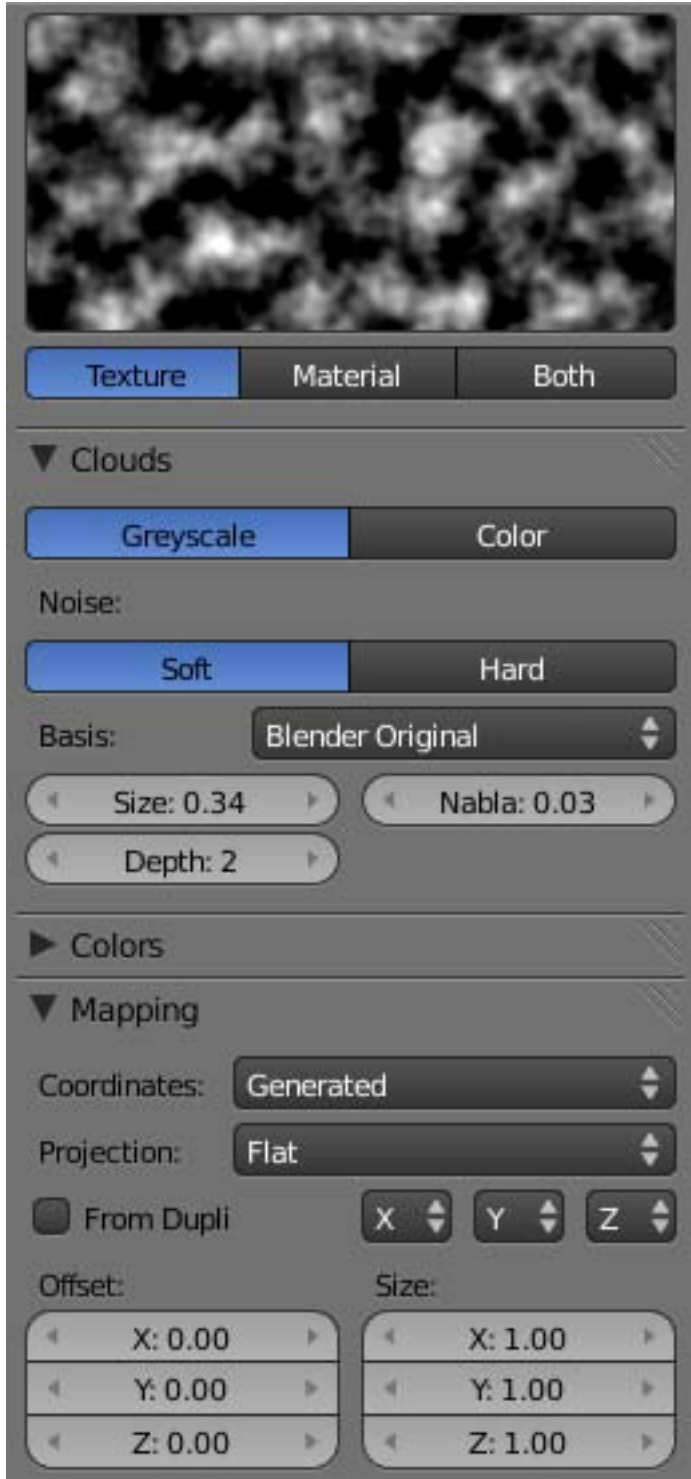 Texture Material Both
Clouds
Greyscale Color
Noise:
Soft Hard
Basis: Blender Original
Size: 0.34 Nabla: 0.03
Depth: 2
Colors
Mapping
Coordinates: Generated
Projection: Flat
From Dupli X Y Z
Offset: Size:
X: 0.00 X: 1.00
Y: 0.00 Y: 1.00
Z: 0.00 Z: 1.00